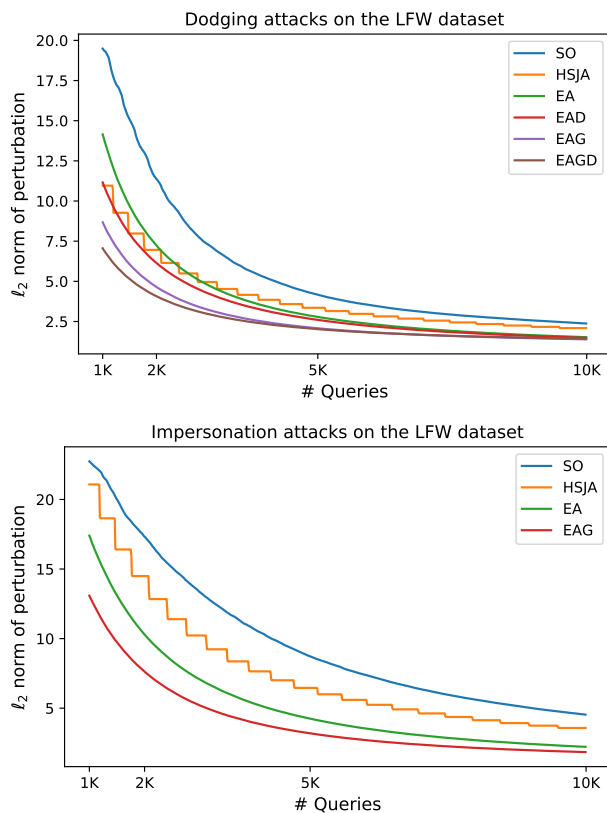 Dodging attacks on the LFW dataset
20.0
17.5
15.0
12.5
10.0
7.5
5.0
2.5
ℓ₂ norm of perturbation
SO
HSJA
EA
EAD
EAG
EAGD
1K 2K 5K 10K
# Queries
Impersonation attacks on the LFW dataset
20
15
10
5
ℓ₂ norm of perturbation
SO
HSJA
EA
EAG
1K 2K 5K 10K
# Queries